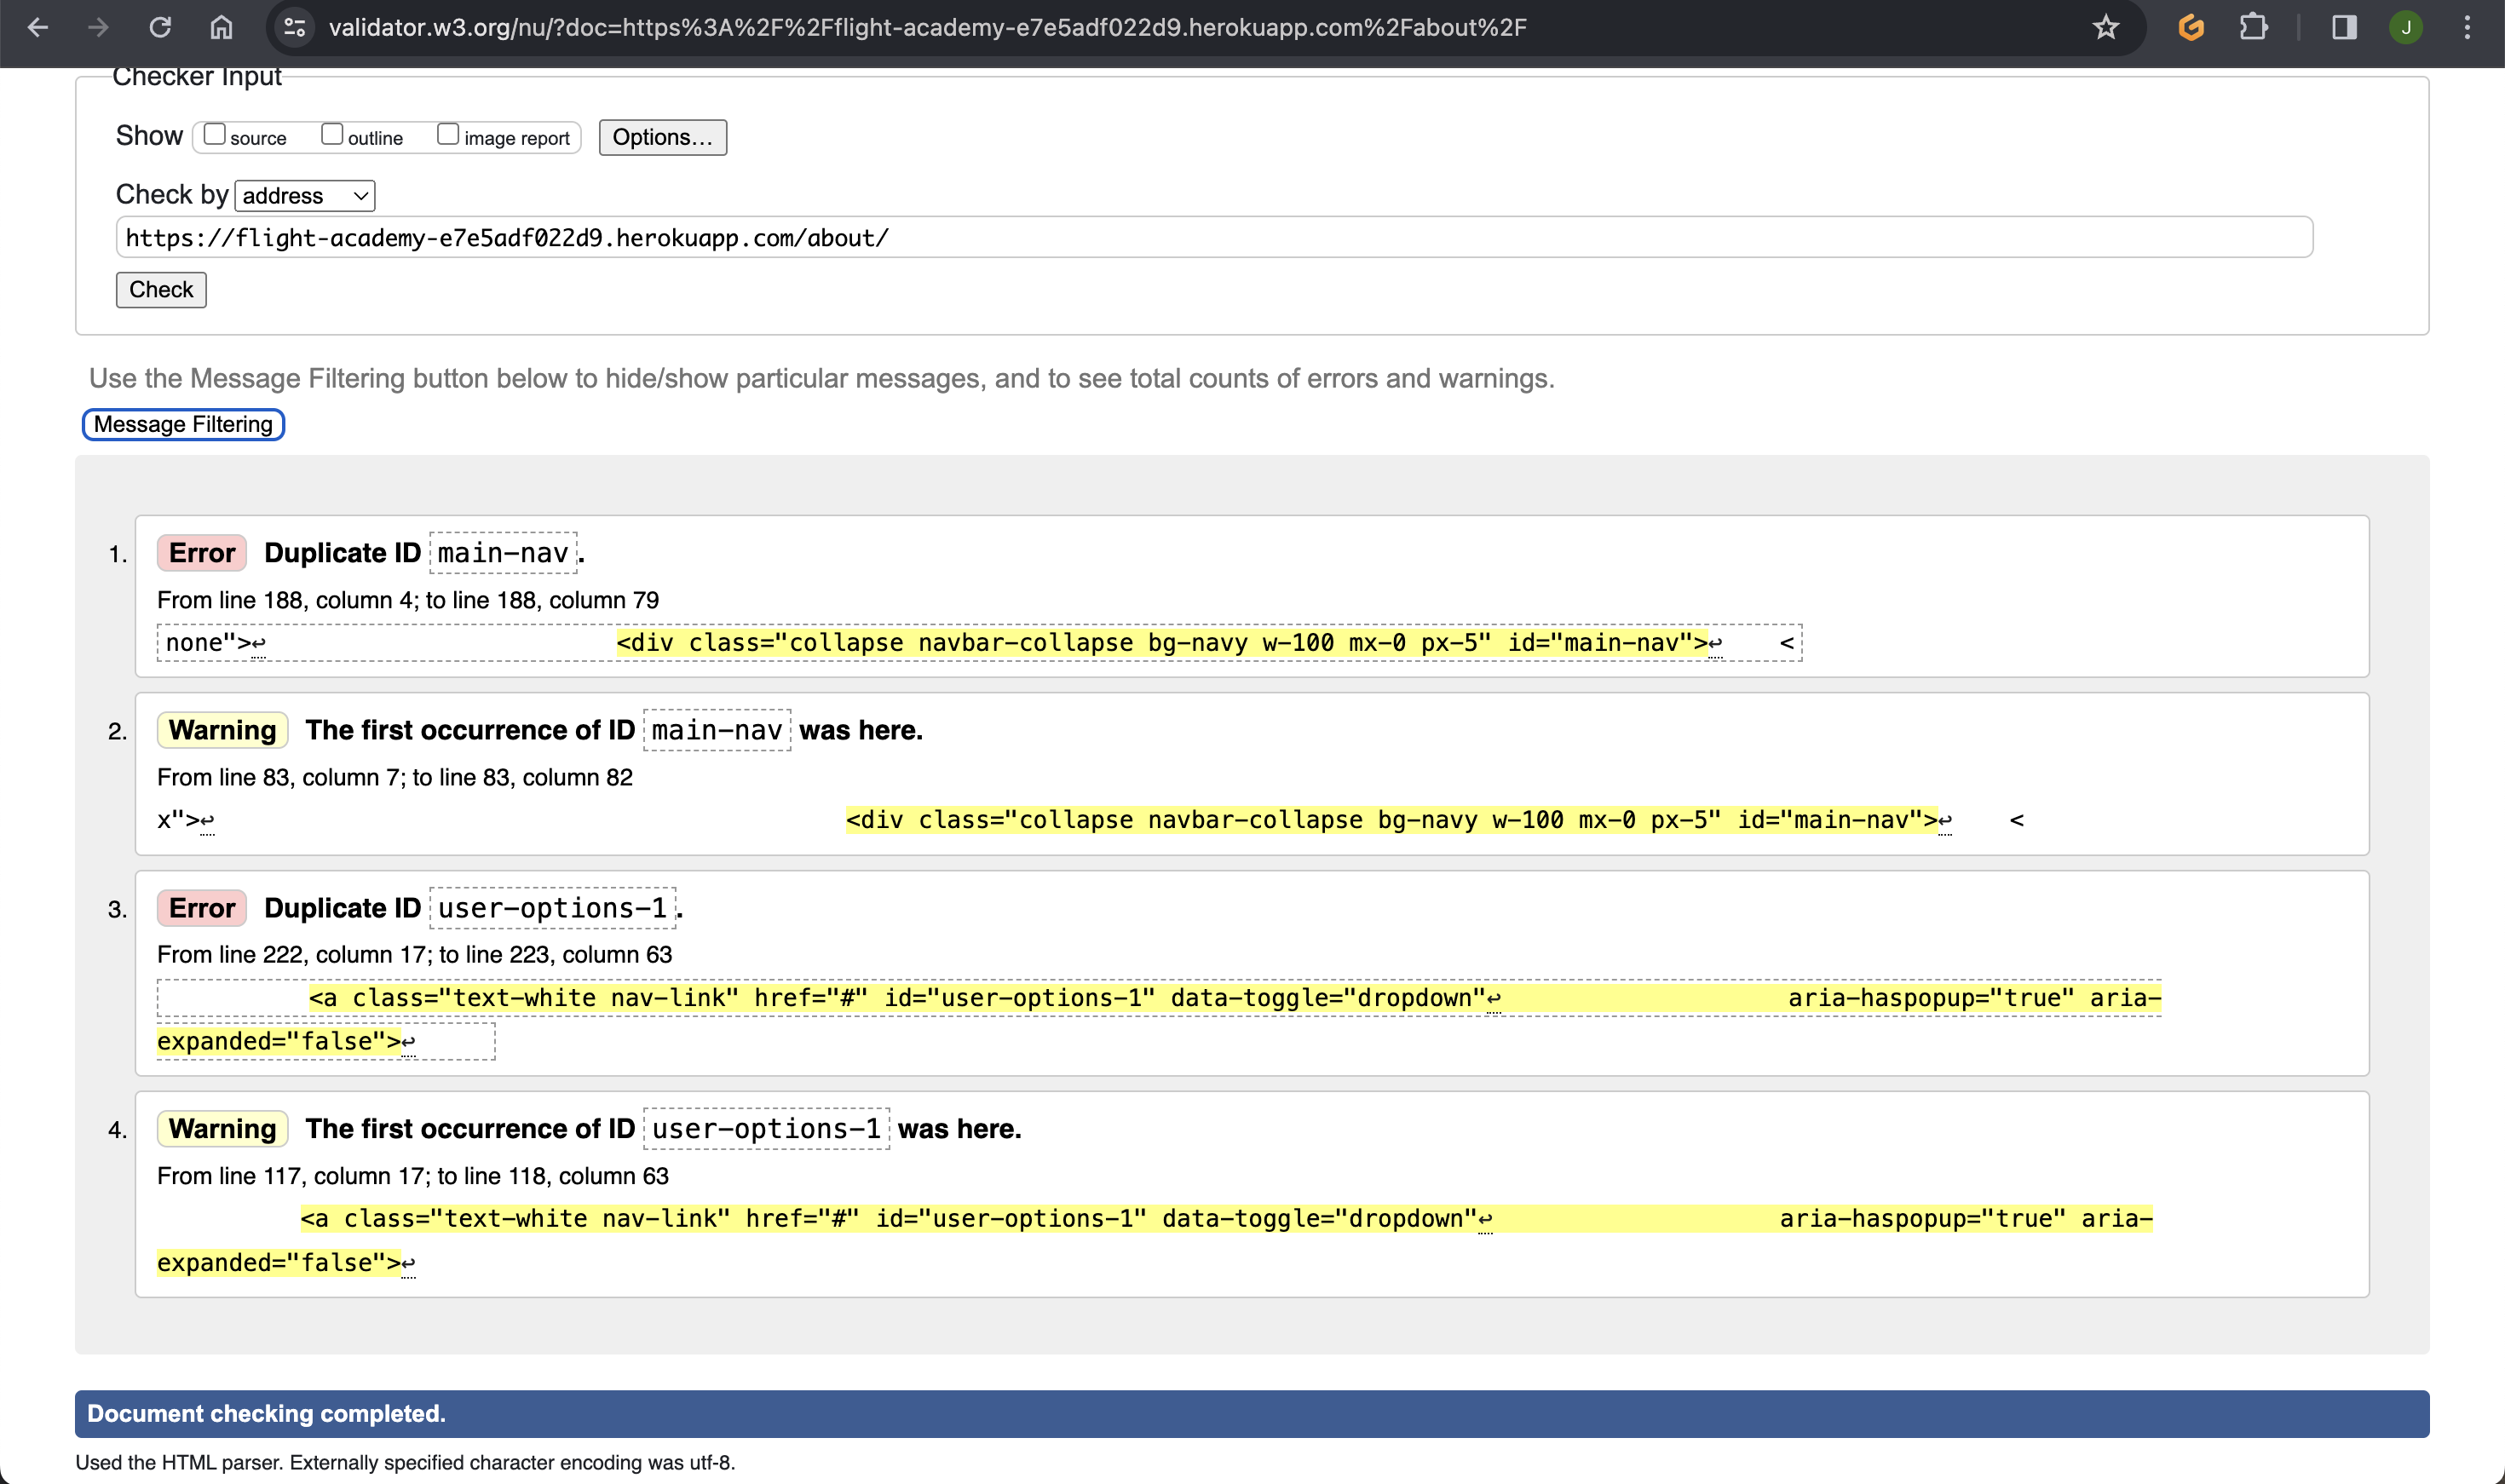 validator.w3.org/nu/?doc=https%3A%2F%2Fflight-academy-e7e5adf022d9.herokuapp.com%2Fabout%2F
J
Checker Input
Show source outline image report Options...
Check by address
https://flight-academy-e7e5adf022d9.herokuapp.com/about/
Check
Use the Message Filtering button below to hide/show particular messages, and to see total counts of errors and warnings.
Message Filtering
1. Error Duplicate ID main-nav.
From line 188, column 4; to line 188, column 79
none">↩ <div class="collapse navbar-collapse bg-navy w-100 mx-0 px-5" id="main-nav">↩ <
2. Warning The first occurrence of ID main-nav was here.
From line 83, column 7; to line 83, column 82
x">↩ <div class="collapse navbar-collapse bg-navy w-100 mx-0 px-5" id="main-nav">↩ <
3. Error Duplicate ID user-options-1.
From line 222, column 17; to line 223, column 63
<a class="text-white nav-link" href="#" id="user-options-1" data-toggle="dropdown"↩ aria-haspopup="true" aria-
expanded="false">↩
4. Warning The first occurrence of ID user-options-1 was here.
From line 117, column 17; to line 118, column 63
<a class="text-white nav-link" href="#" id="user-options-1" data-toggle="dropdown"↩ aria-haspopup="true" aria-
expanded="false">↩
Document checking completed.
Used the HTML parser. Externally specified character encoding was utf-8.